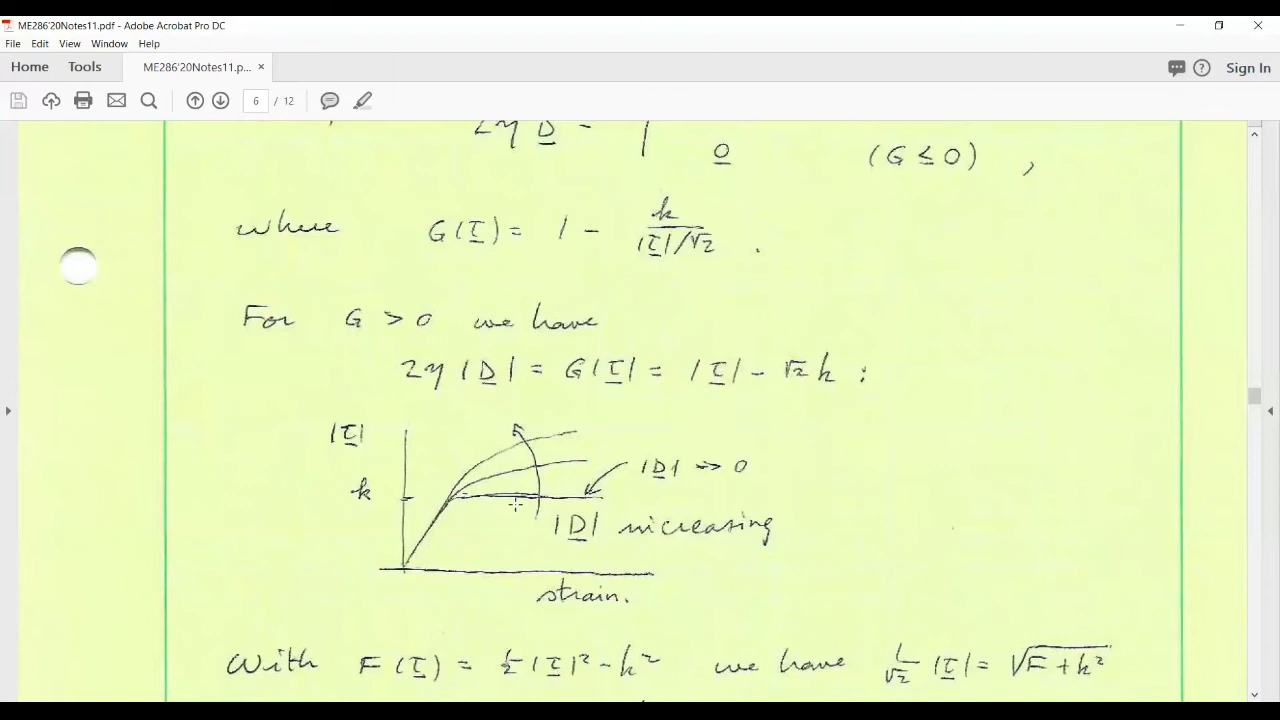 ME286'20Notes11.pdf - Adobe Acrobat Pro DC
File Edit View Window Help
Home Tools ME286'20Notes11.p... × Sign In
6 / 12
2η D =
0 (G ≤ 0) ,
where G(τ) = 1 - k / |τ|/√2 .
For G > 0 we have
2η |D| = G|τ| = |τ| - √2 k :
|τ|
|D| → 0
k
|D| increasing
strain.
With F(τ) = ½|τ|² - k² we have 1/√2 |τ| = √F + k²